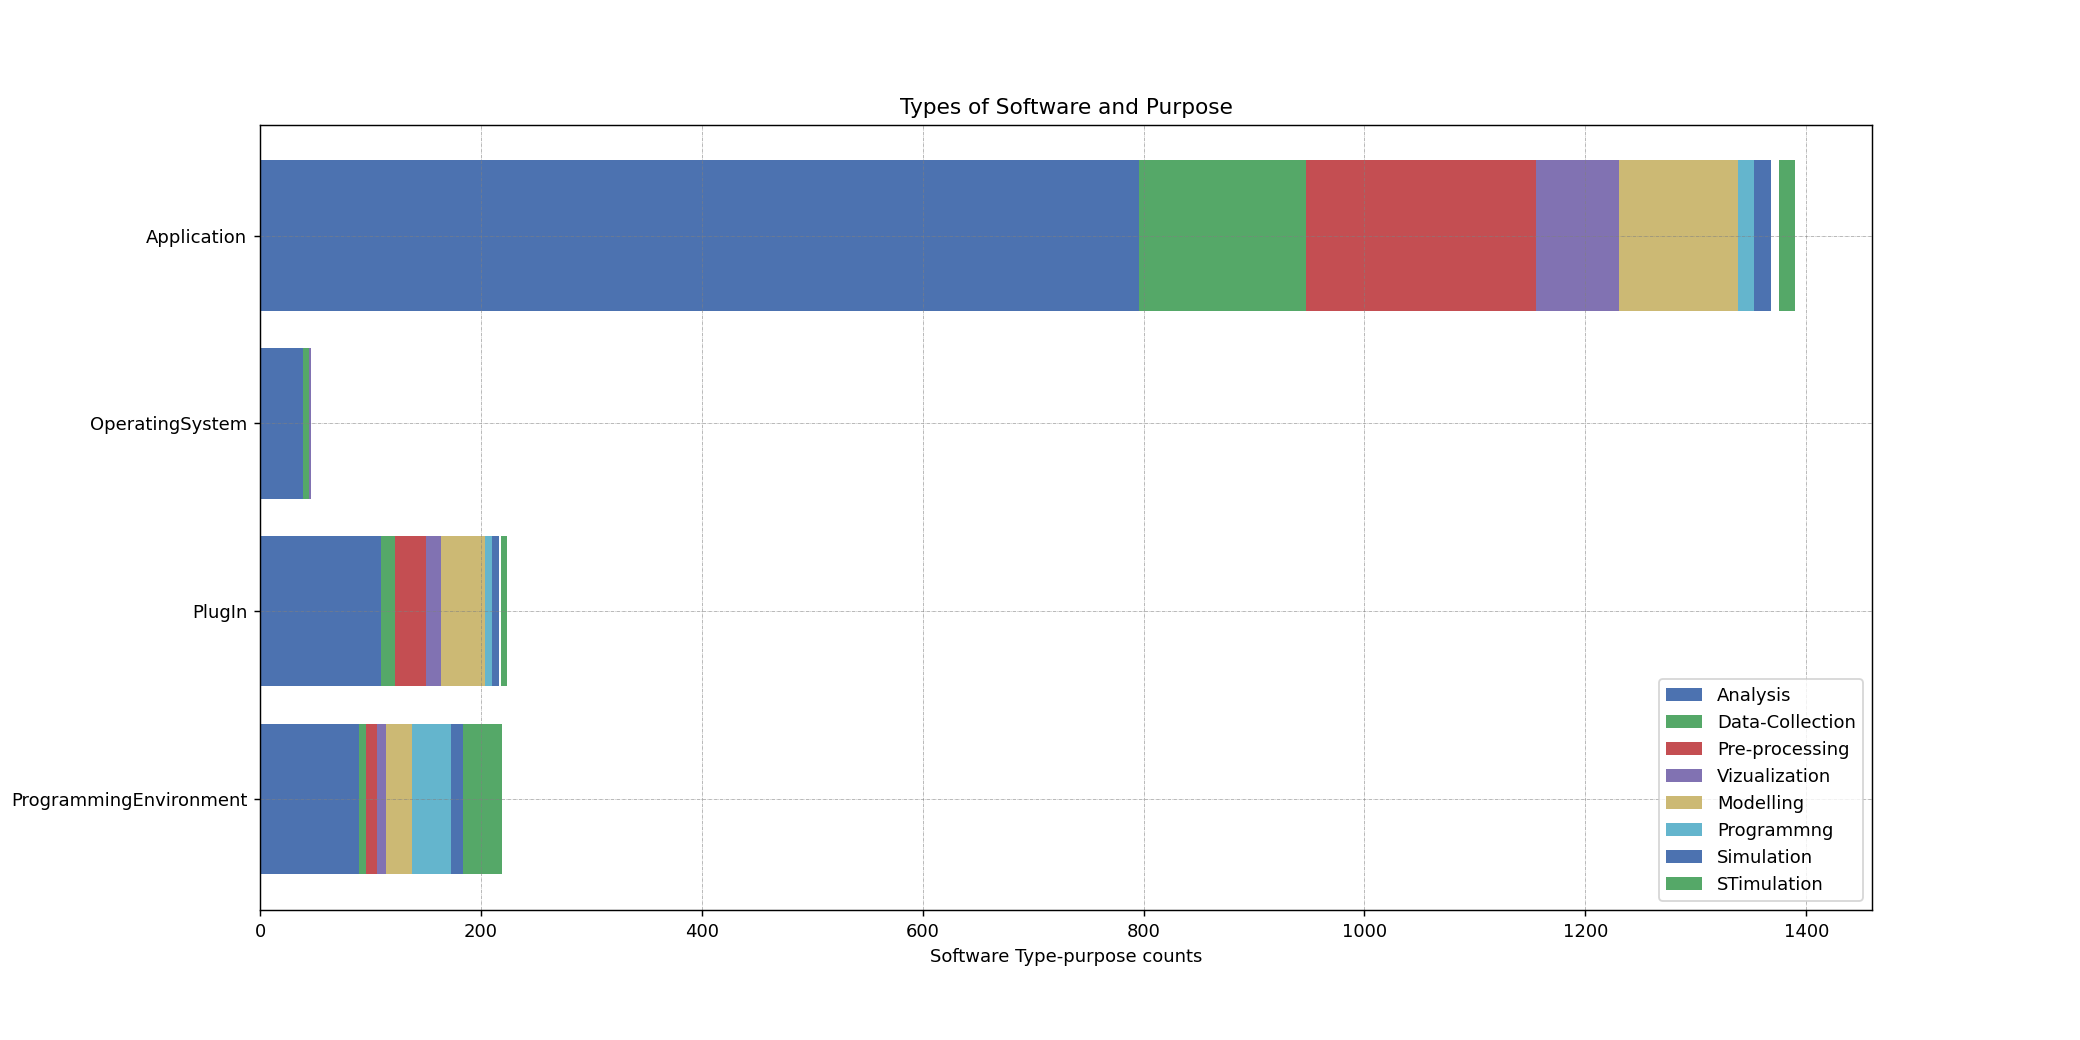 Types of Software and Purpose
Application
OperatingSystem
PlugIn
ProgrammingEnvironment
Analysis
Data-Collection
Pre-processing
Vizualization
Modelling
Programmng
Simulation
STimulation
0 200 400 600 800 1000 1200 1400
Software Type-purpose counts